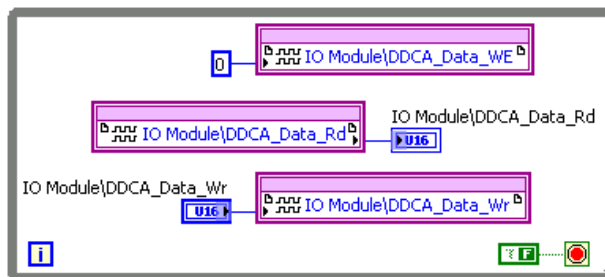 0
IO Module\DDCA_Data_WE
IO Module\DDCA_Data_Rd
IO Module\DDCA_Data_Rd
U16
IO Module\DDCA_Data_Wr
U16
IO Module\DDCA_Data_Wr
i
F